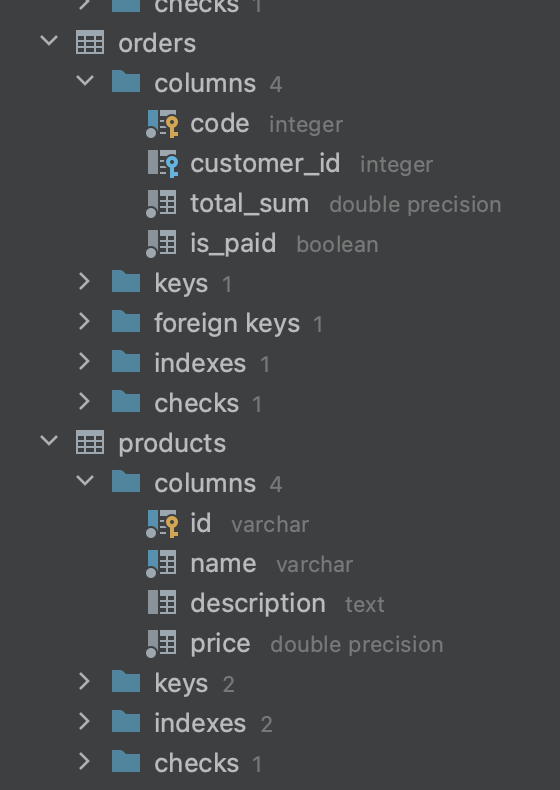 checks 1
orders
columns 4
code integer
customer_id integer
total_sum double precision
is_paid boolean
keys 1
foreign keys 1
indexes 1
checks 1
products
columns 4
id varchar
name varchar
description text
price double precision
keys 2
indexes 2
checks 1